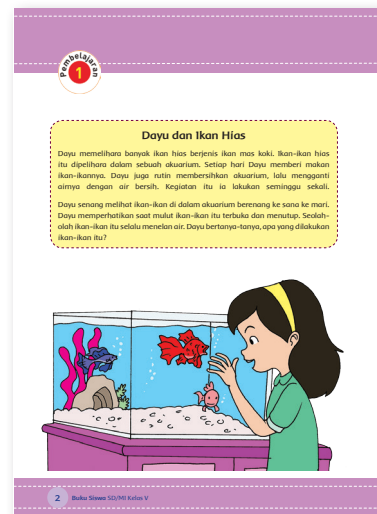 Pembelajaran
1
Dayu dan Ikan Hias
Dayu memelihara banyak ikan hias berjenis ikan mas koki. Ikan-ikan hias
itu dipelihara dalam sebuah akuarium. Setiap hari Dayu memberi makan
ikan-ikannya. Dayu juga rutin membersihkan akuarium, lalu mengganti
airnya dengan air bersih. Kegiatan itu ia lakukan seminggu sekali.
Dayu senang melihat ikan-ikan di dalam akuarium berenang ke sana ke mari.
Dayu memperhatikan saat mulut ikan-ikan itu terbuka dan menutup. Seolah-
olah ikan-ikan itu selalu menelan air. Dayu bertanya-tanya, apa yang dilakukan
ikan-ikan itu?
2 Buku Siswa SD/MI Kelas V